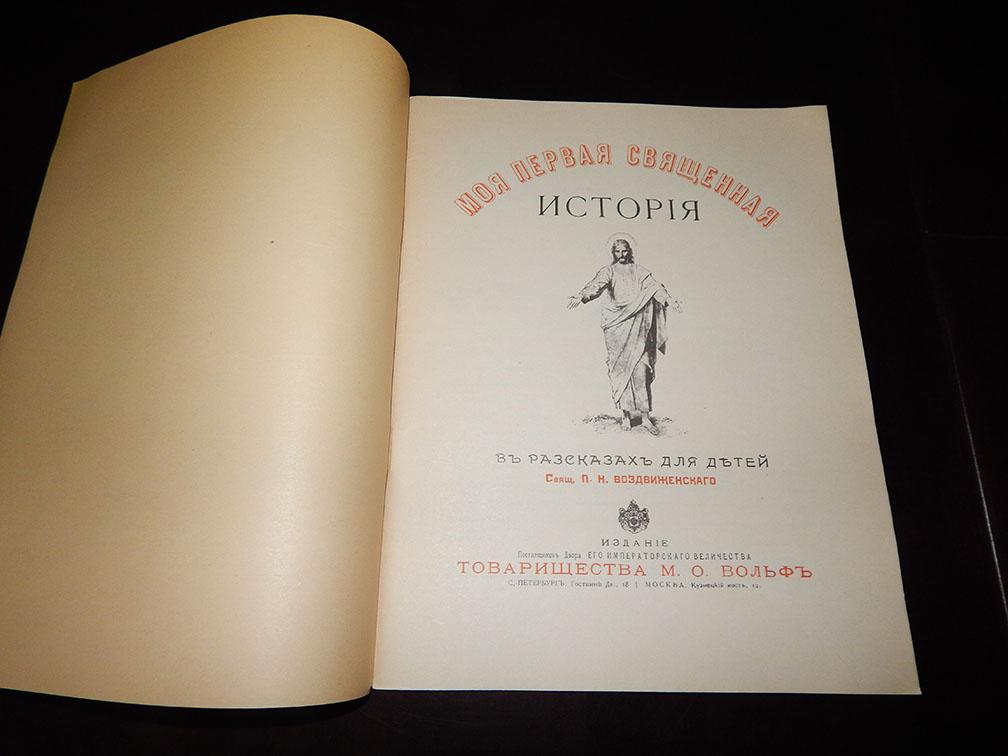 МОЯ ПЕРВАЯ СВЯЩЕННАЯ
ИСТОРІЯ
ВЪ РАЗСКАЗАХЪ ДЛЯ ДѢТЕЙ
Свящ. П. Н. ВОЗДВИЖЕНСКАГО
ИЗДАНІЕ
Поставщиковъ Двора ЕГО ИМПЕРАТОРСКАГО ВЕЛИЧЕСТВА
ТОВАРИЩЕСТВА М. О. ВОЛЬФЪ
С.-ПЕТЕРБУРГЪ, Гостиный Дв., 18 | МОСКВА, Кузнецкій мостъ, 12.